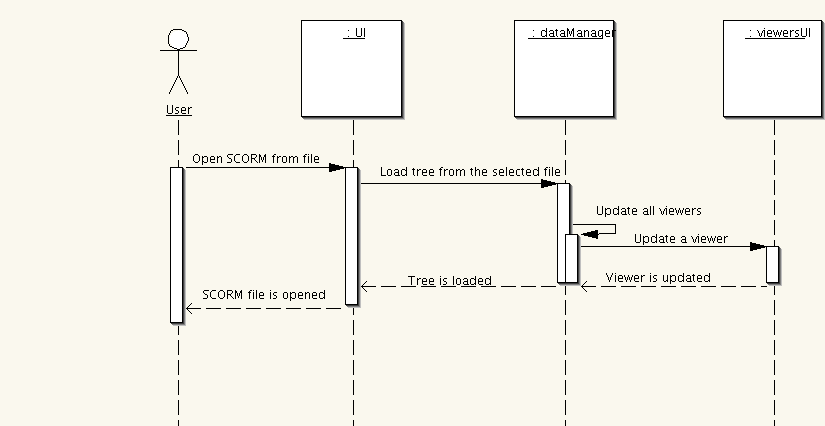 : UI
: dataManager
: viewersUI
User
Open SCORM from file
Load tree from the selected file
Update all viewers
Update a viewer
Tree is loaded
Viewer is updated
SCORM file is opened